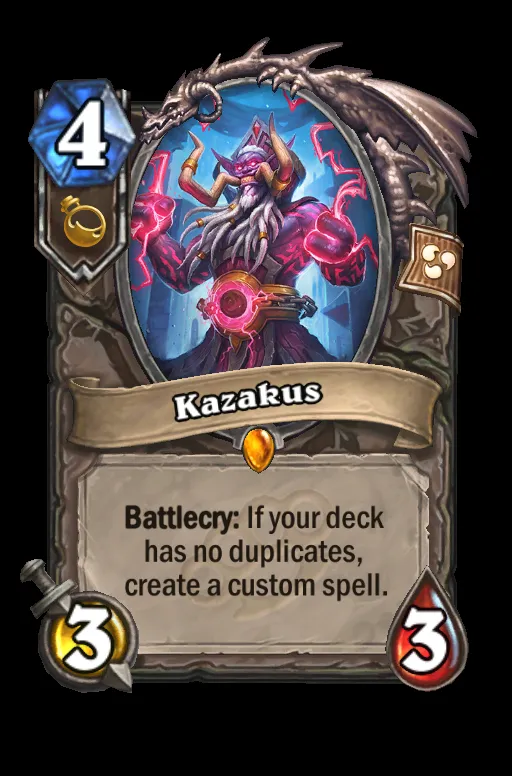 4
Kazakus
Battlecry: If your deck
has no duplicates,
create a custom spell.
3
3